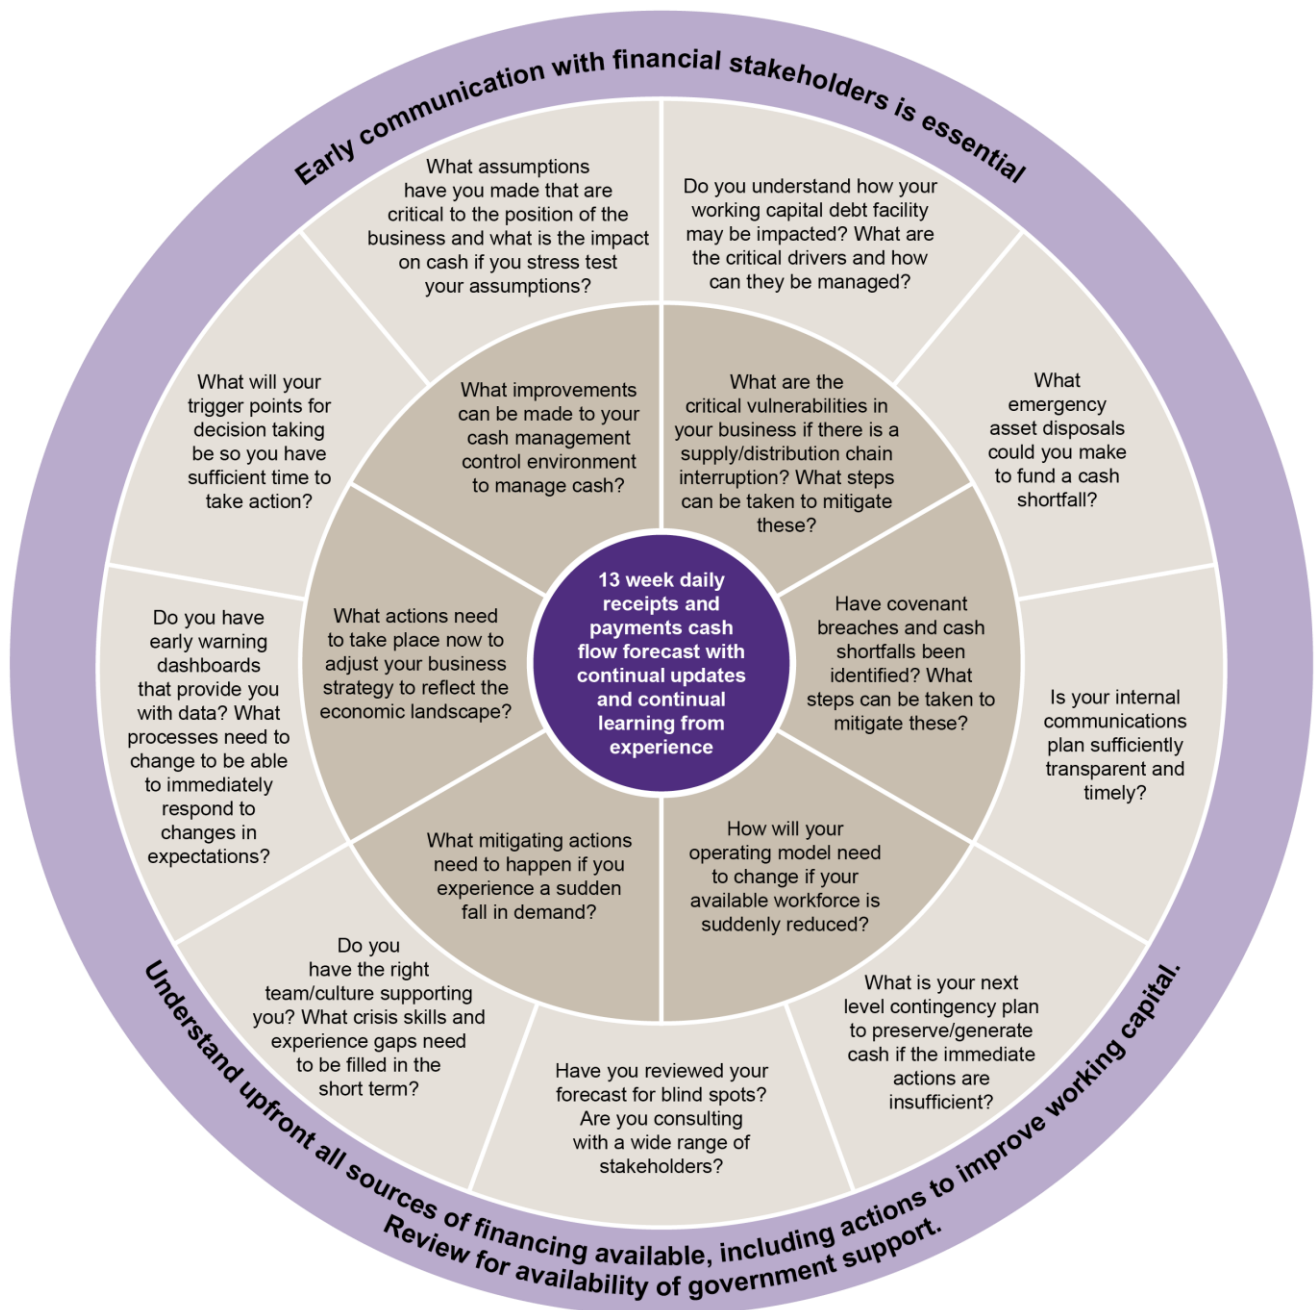 Early communication with financial stakeholders is essential
What assumptions
have you made that are
critical to the position of the
business and what is the impact
on cash if you stress test
your assumptions?
Do you understand how your
working capital debt facility
may be impacted? What are
the critical drivers and how
can they be managed?
What
emergency
asset disposals
could you make
to fund a cash
shortfall?
Is your internal
communications
plan sufficiently
transparent and
timely?
What is your next
level contingency plan
to preserve/generate
cash if the immediate
actions are
insufficient?
Have you reviewed your
forecast for blind spots?
Are you consulting
with a wide range of
stakeholders?
Do you
have the right
team/culture supporting
you? What crisis skills and
experience gaps need
to be filled in the
short term?
Do you have
early warning
dashboards
that provide you
with data? What
processes need to
change to be able
to immediately
respond to
changes in
expectations?
What will your
trigger points for
decision taking
be so you have
sufficient time to
take action?
What improvements
can be made to your
cash management
control environment
to manage cash?
What are the
critical vulnerabilities in
your business if there is a
supply/distribution chain
interruption? What steps
can be taken to mitigate
these?
Have covenant
breaches and cash
shortfalls been
identified? What
steps can be taken to
mitigate these?
How will your
operating model need
to change if your
available workforce is
suddenly reduced?
What mitigating actions
need to happen if you
experience a sudden
fall in demand?
What actions need
to take place now to
adjust your business
strategy to reflect the
economic landscape?
13 week daily
receipts and
payments cash
flow forecast with
continual updates
and continual
learning from
experience
Understand upfront all sources of financing available, including actions to improve working capital.
Review for availability of government support.